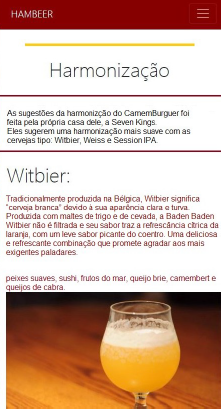 HAMBEER
Harmonização
As sugestões da harmonizção do CamemBurguer foi
feita pela própria casa dele, a Seven Kings.
Eles sugerem uma harmonização mais suave com as
cervejas tipo: Witbier, Weiss e Session IPA.
Witbier:
Tradicionalmente produzida na Bélgica, Witbier significa
"cerveja branca" devido à sua aparência clara e turva.
Produzida com maltes de trigo e de cevada, a Baden Baden
Witbier não é filtrada e seu sabor traz a refrescância cítrica da
laranja, com um leve sabor picante do coentro. Uma deliciosa
e refrescante combinação que promete agradar aos mais
exigentes paladares.
peixes suaves, sushi, frutos do mar, queijo brie, camembert e
queijos de cabra.